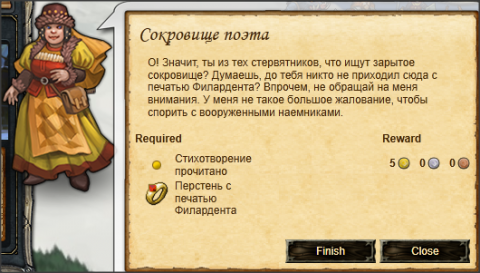 Сокровище поэта
О! Значит, ты из тех стервятников, что ищут зарытое
сокровище? Думаешь, до тебя никто не приходил сюда с
печатью Филардента? Впрочем, не обращай на меня
внимания. У меня не такое большое жалование, чтобы
спорить с вооруженными наемниками.
Required Reward
Стихотворение
прочитано
5 0 0
Перстень с
печатью
Филардента
Finish Close